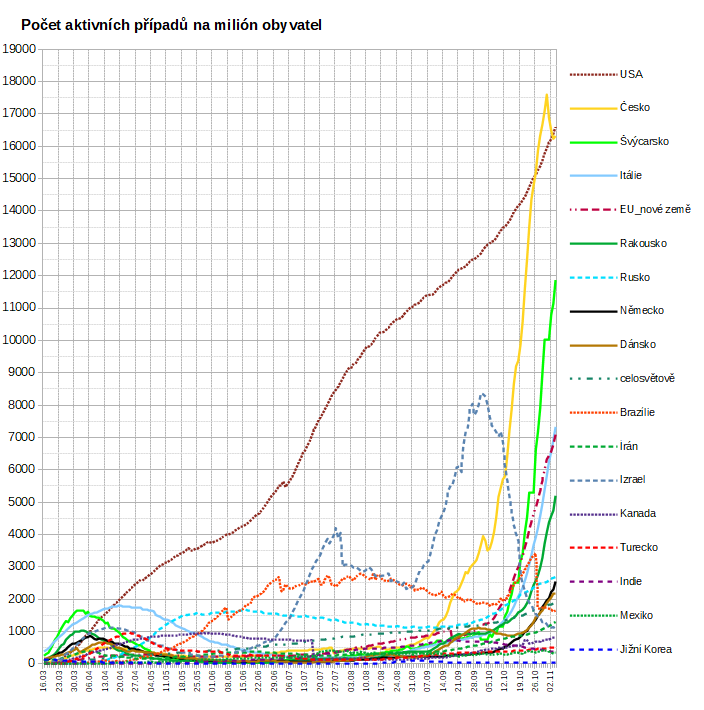 Počet aktivních případů na milión obyvatel
19000
18000
17000
16000
15000
14000
13000
12000
11000
10000
9000
8000
7000
6000
5000
4000
3000
2000
1000
0
16.03
23.03
30.03
06.04
13.04
20.04
27.04
04.05
11.05
18.05
25.05
01.06
08.06
15.06
22.06
29.06
06.07
13.07
20.07
27.07
03.08
10.08
17.08
24.08
31.08
07.09
14.09
21.09
28.09
05.10
12.10
19.10
26.10
02.11
USA
Česko
Švýcarsko
Itálie
EU_nové země
Rakousko
Rusko
Německo
Dánsko
celosvětově
Brazílie
Írán
Izrael
Kanada
Turecko
Indie
Mexiko
Jižní Korea